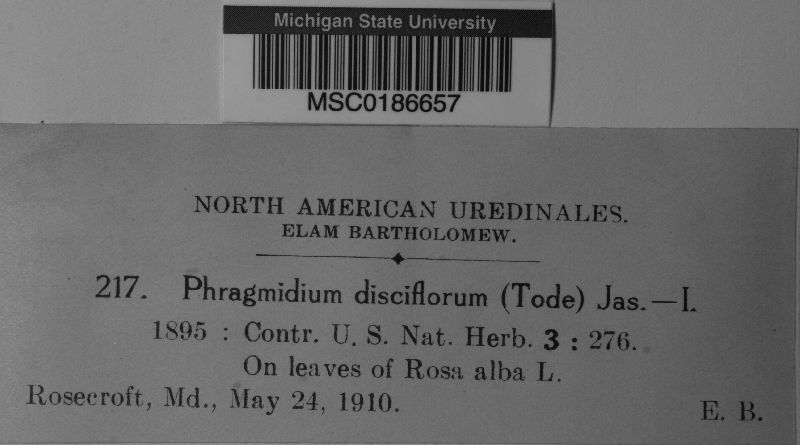 Michigan State University
MSC0186657
NORTH AMERICAN UREDINALES.
ELAM BARTHOLOMEW.
217. Phragmidium disciflorum (Tode) Jas.—I.
1895 : Contr. U. S. Nat. Herb. 3 : 276.
On leaves of Rosa alba L.
Rosecroft, Md., May 24, 1910. E. B.